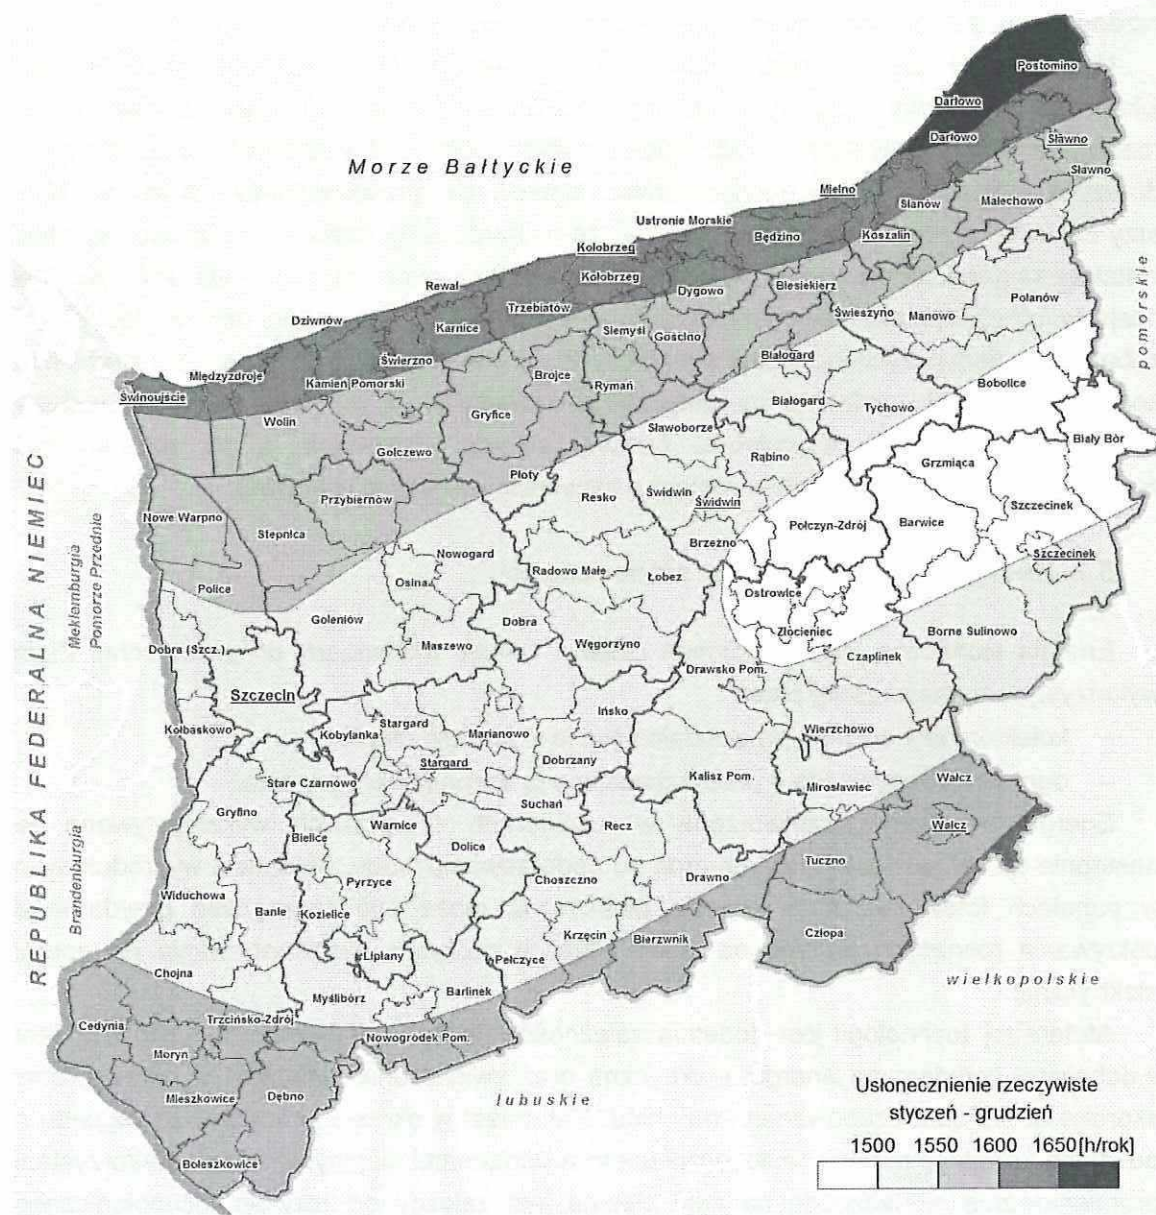 Postomino
Darłowo
Darłowo
Sławno
Sławno
Morze Bałtyckie
Mielno
Sianów
Malechowo
Ustronie Morskie
Będzino
Koszalin
Kołobrzeg
Kołobrzeg
Dygowo
Biesiekierz
Polanów
Rewal
Trzebiatów
Świeszyno
Manowo
Dziwnów
Karnice
Siemyśl
Gościno
pomorskie
Świerzno
Białogard
Międzyzdroje
Kamień Pomorski
Brojce
Rymań
Bobolice
Świnoujście
Białogard
Tychowo
Wolin
Gryfice
Sławoborze
Biały Bór
Gołczewo
Rąbino
Grzmiąca
Płoty
Przybiernów
Resko
Świdwin
Świdwin
Szczecinek
Nowe Warpno
Połczyn-Zdrój
Barwice
Stepnica
Brzeżno
Szczecinek
Nowogard
Radowo Małe
Łobez
Osina
Police
Ostrowice
Goleniów
Dobra
Złocieniec
Borne Sulinowo
Maszewo
Węgorzyno
Dobra (Szcz.)
Czaplinek
Drawsko Pom.
Szczecin
Ińsko
Stargard
Kołbaskowo
Kobylanka
Marianowo
Wierzchowo
Stargard
Dobrzany
Kalisz Pom.
Wałcz
Stare Czarnowo
Mirosławiec
Suchań
Gryfino
Warnice
Recz
Wałcz
Bielice
Dolice
Tuczno
Drawno
Choszczno
Pyrzyce
Widuchowa
Banie
Kozielice
Człopa
Krzęcin
Bierzwnik
Lipiany
Pełczyce
Chojna
wielkopolskie
Barlinek
Myślibórz
Trzcińsko-Zdrój
Cedynia
Nowogródek Pom.
Moryń
Mieszkowice
Dębno
lubuskie
Boleszkowice
REPUBLIKA FEDERALNA NIEMIEC
Meklemburgia
Pomorze Przednie
Brandenburgia
Usłonecznienie rzeczywiste
styczeń - grudzień
1500 1550 1600 1650[h/rok]